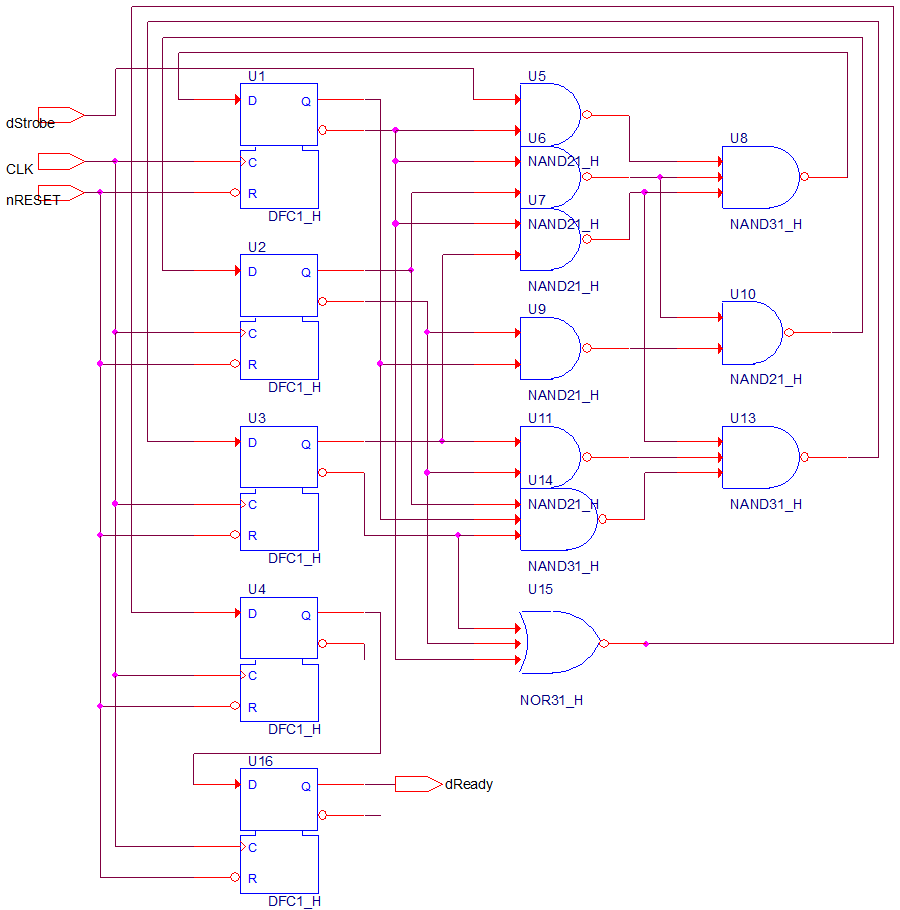 dStrobe
CLK
nRESET
U1
D Q
C
R
DFC1_H
U2
D Q
C
R
DFC1_H
U3
D Q
C
R
DFC1_H
U4
D Q
C
R
DFC1_H
U16
D Q
C
R
DFC1_H
dReady
U5
NAND21_H
U6
NAND21_H
U7
NAND21_H
U9
NAND21_H
U11
NAND21_H
U14
NAND31_H
U15
NOR31_H
U8
NAND31_H
U10
NAND21_H
U13
NAND31_H